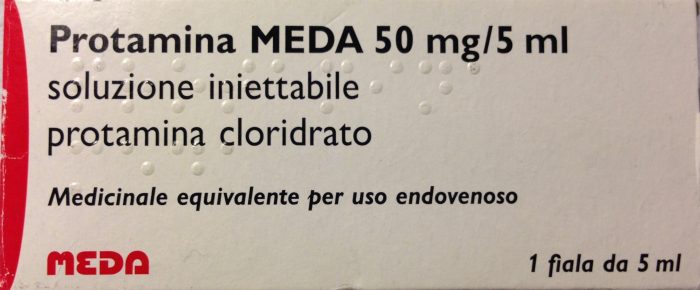 Protamina MEDA 50 mg/5 ml
soluzione iniettabile
protamina cloridrato
Medicinale equivalente per uso endovenoso
MEDA
1 fiala da 5 ml